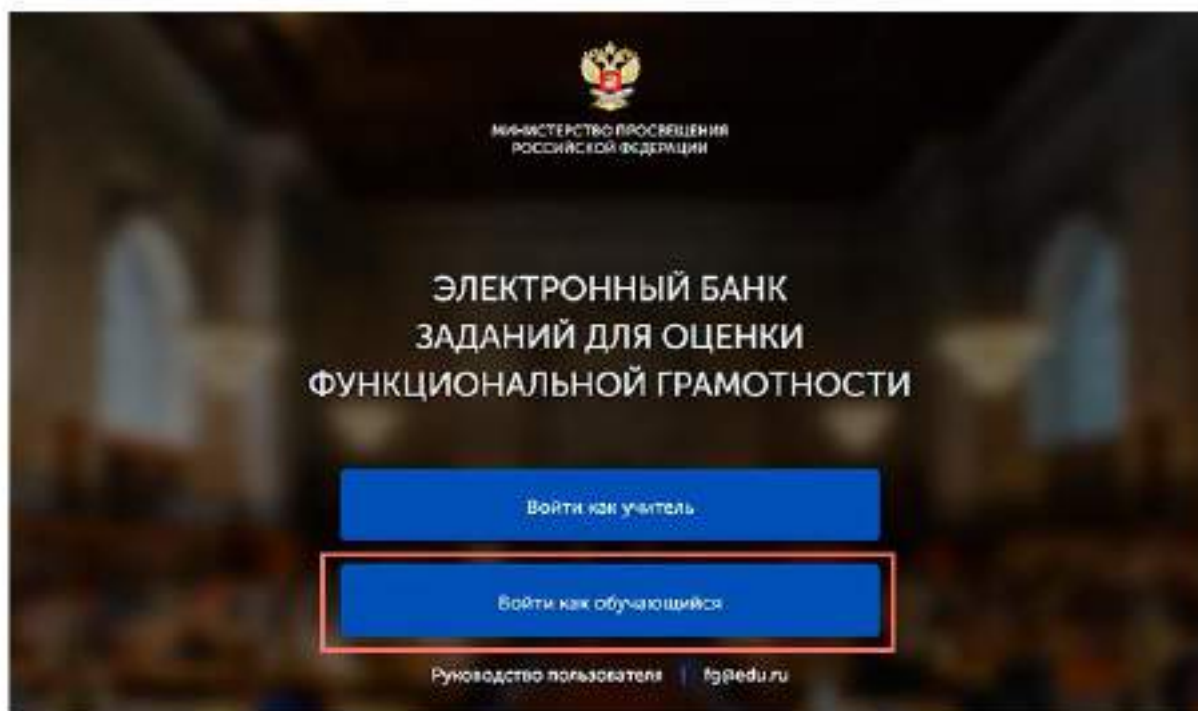 МИНИСТЕРСТВО ПРОСВЕЩЕНИЯ
РОССИЙСКОЙ ФЕДЕРАЦИИ
ЭЛЕКТРОННЫЙ БАНК
ЗАДАНИЙ ДЛЯ ОЦЕНКИ
ФУНКЦИОНАЛЬНОЙ ГРАМОТНОСТИ
Войти как учитель
Войти как обучающийся
Руководство пользователя | fg@edu.ru